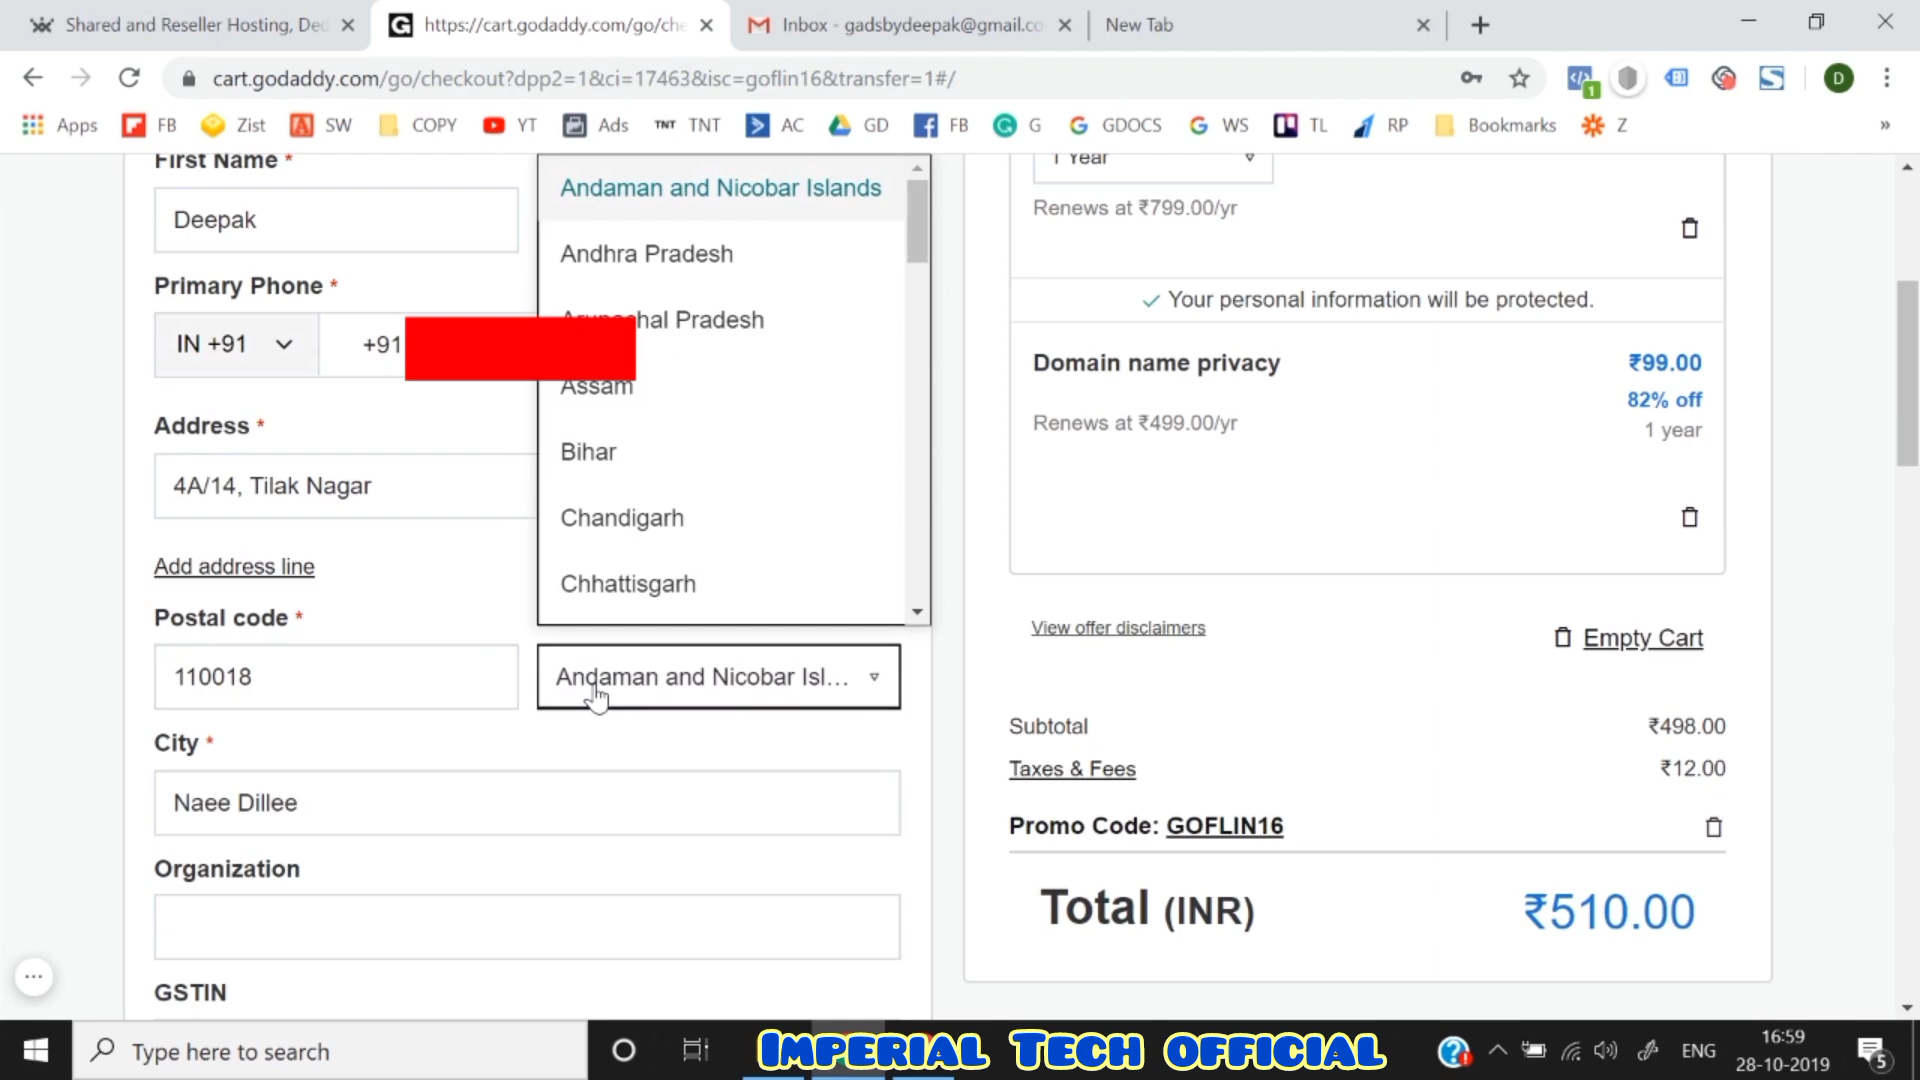 Shared and Reseller Hosting, Ded
https://cart.godaddy.com/go/che
Inbox - gadsbydeepak@gmail.co
New Tab
cart.godaddy.com/go/checkout?dpp2=1&ci=17463&isc=goflin16&transfer=1#/
1
D
Apps FB Zist SW COPY YT Ads TNT TNT AC GD FB G GDOCS WS TL RP Bookmarks Z »
First Name *
Deepak
Primary Phone *
IN +91
+91
Address *
4A/14, Tilak Nagar
Add address line
Postal code *
110018
Andaman and Nicobar Islands
Andhra Pradesh
Arunachal Pradesh
Assam
Bihar
Chandigarh
Chhattisgarh
Andaman and Nicobar Isl...
City *
Naee Dillee
Organization
GSTIN
1 Year
Renews at ₹799.00/yr
Your personal information will be protected.
Domain name privacy
₹99.00
82% off
Renews at ₹499.00/yr
1 year
View offer disclaimers
Empty Cart
Subtotal ₹498.00
Taxes & Fees ₹12.00
Promo Code: GOFLIN16
Total (INR) ₹510.00
Type here to search
IMPERIAL TECH OFFICIAL
ENG
16:59
28-10-2019
5